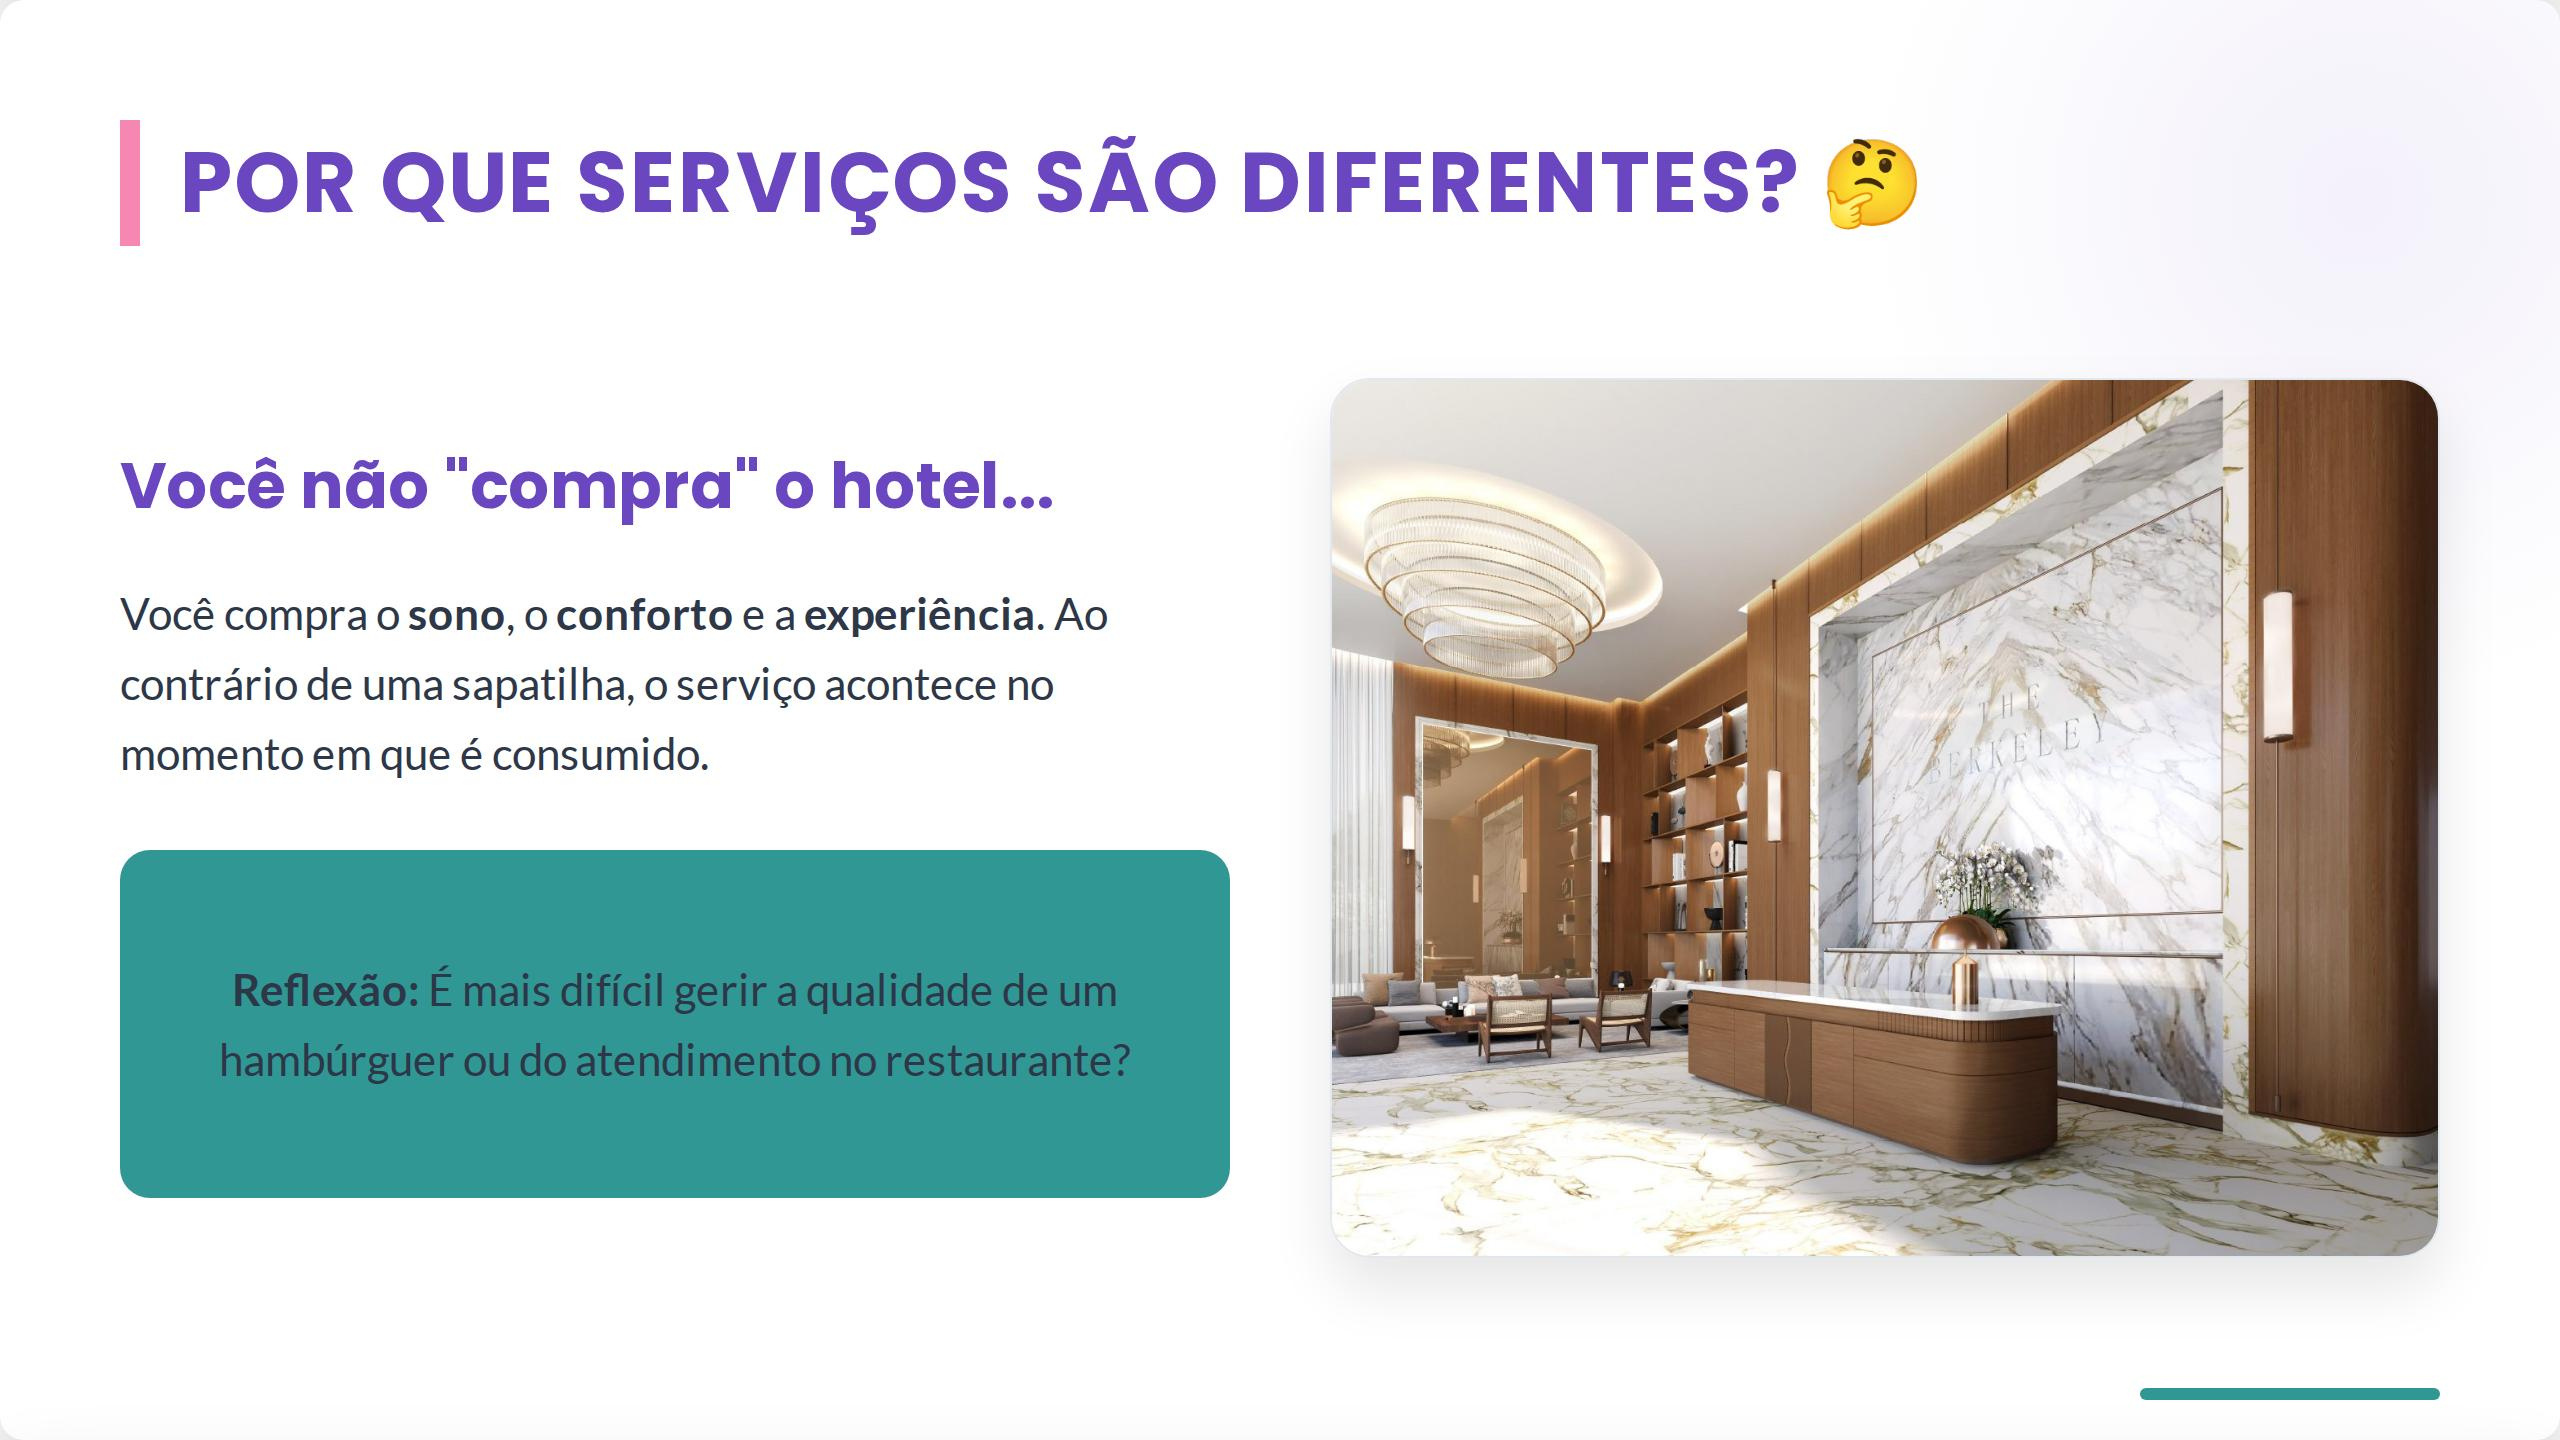 POR QUE SERVIÇOS SÃO DIFERENTES? 🤔
Você não "compra" o hotel...
Você compra o sono, o conforto e a experiência. Ao
contrário de uma sapatilha, o serviço acontece no
momento em que é consumido.
Reflexão: É mais difícil gerir a qualidade de um
hambúrguer ou do atendimento no restaurante?
THE
BERKELEY